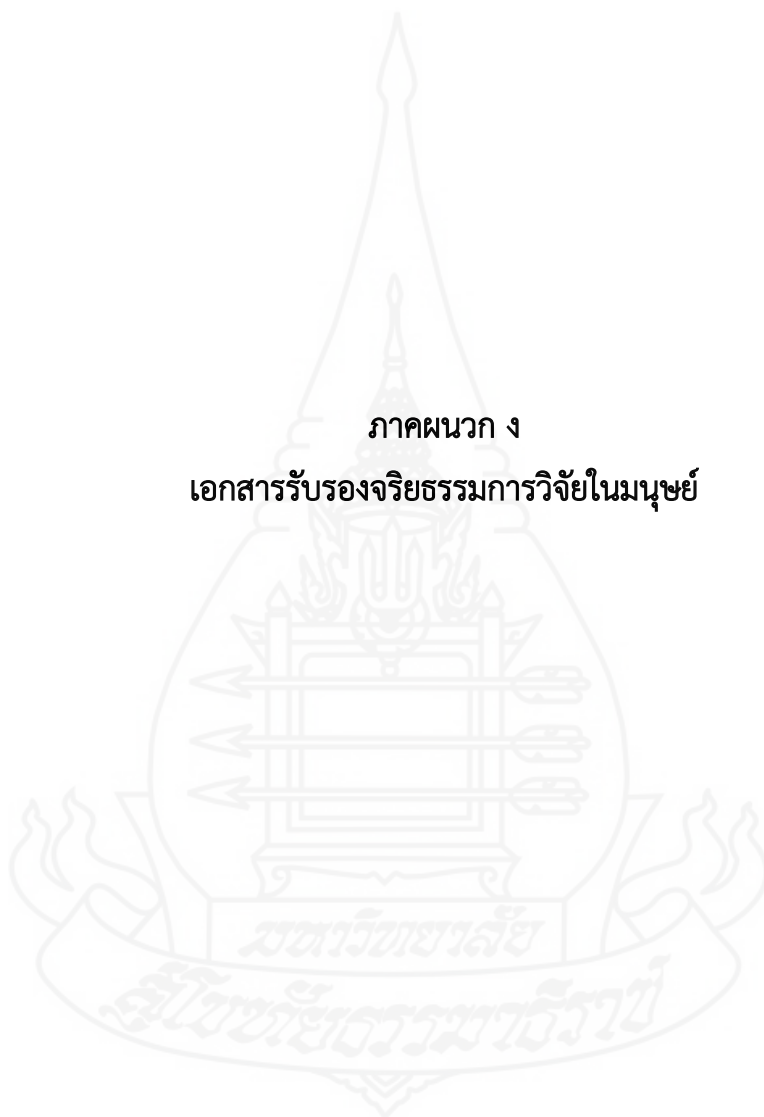 ภาคผนวก ง
เอกสารรับรองจริยธรรมการวิจัยในมนุษย์
มหาวิทยาลัย
สุโขทัยธรรมาธิราช